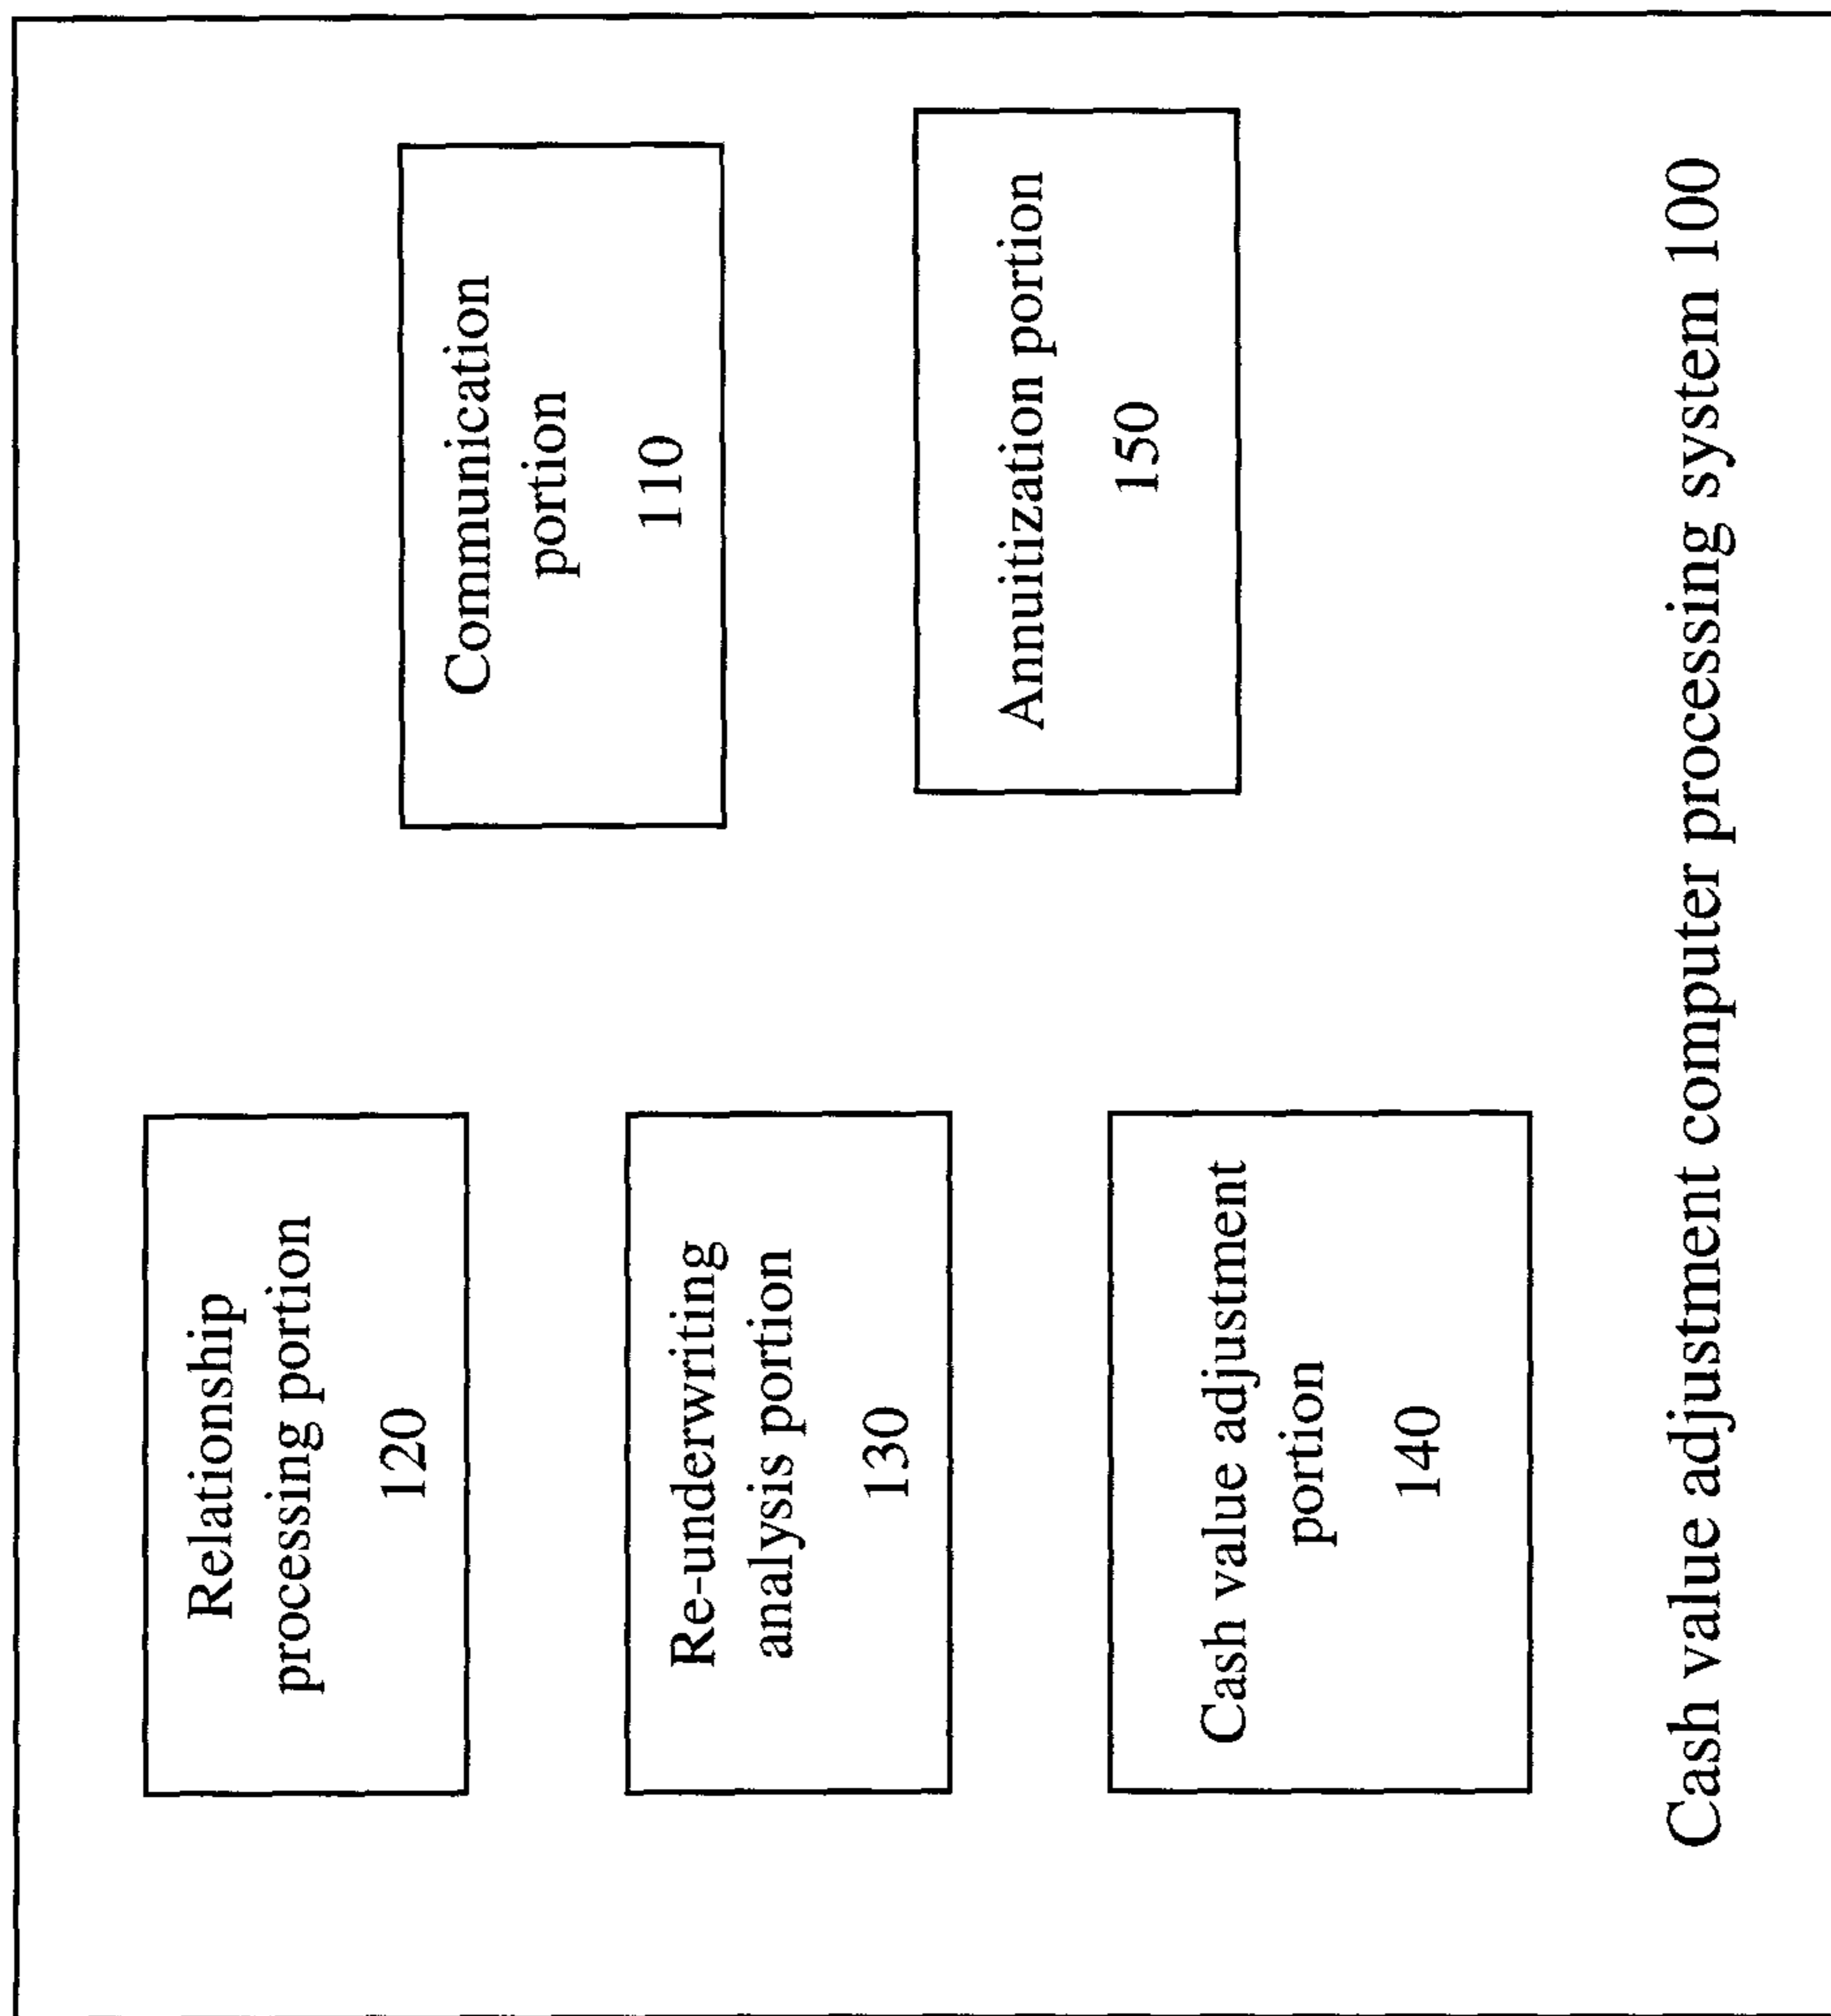 Relationship
processing portion
120
Re-underwriting
analysis portion
130
Cash value adjustment
portion
140
Communication
portion
110
Annuitization portion
150
Cash value adjustment computer processing system 100